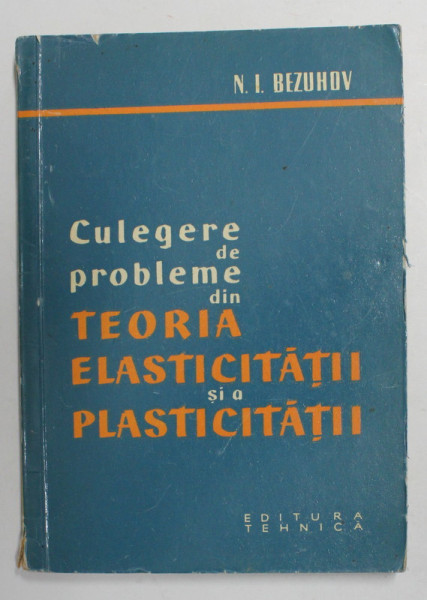 N. I. BEZUHOV
Culegere
de
probleme
din
TEORIA
ELASTICITĂȚII
și a
PLASTICITĂȚII
EDITURA
TEHNICĂ